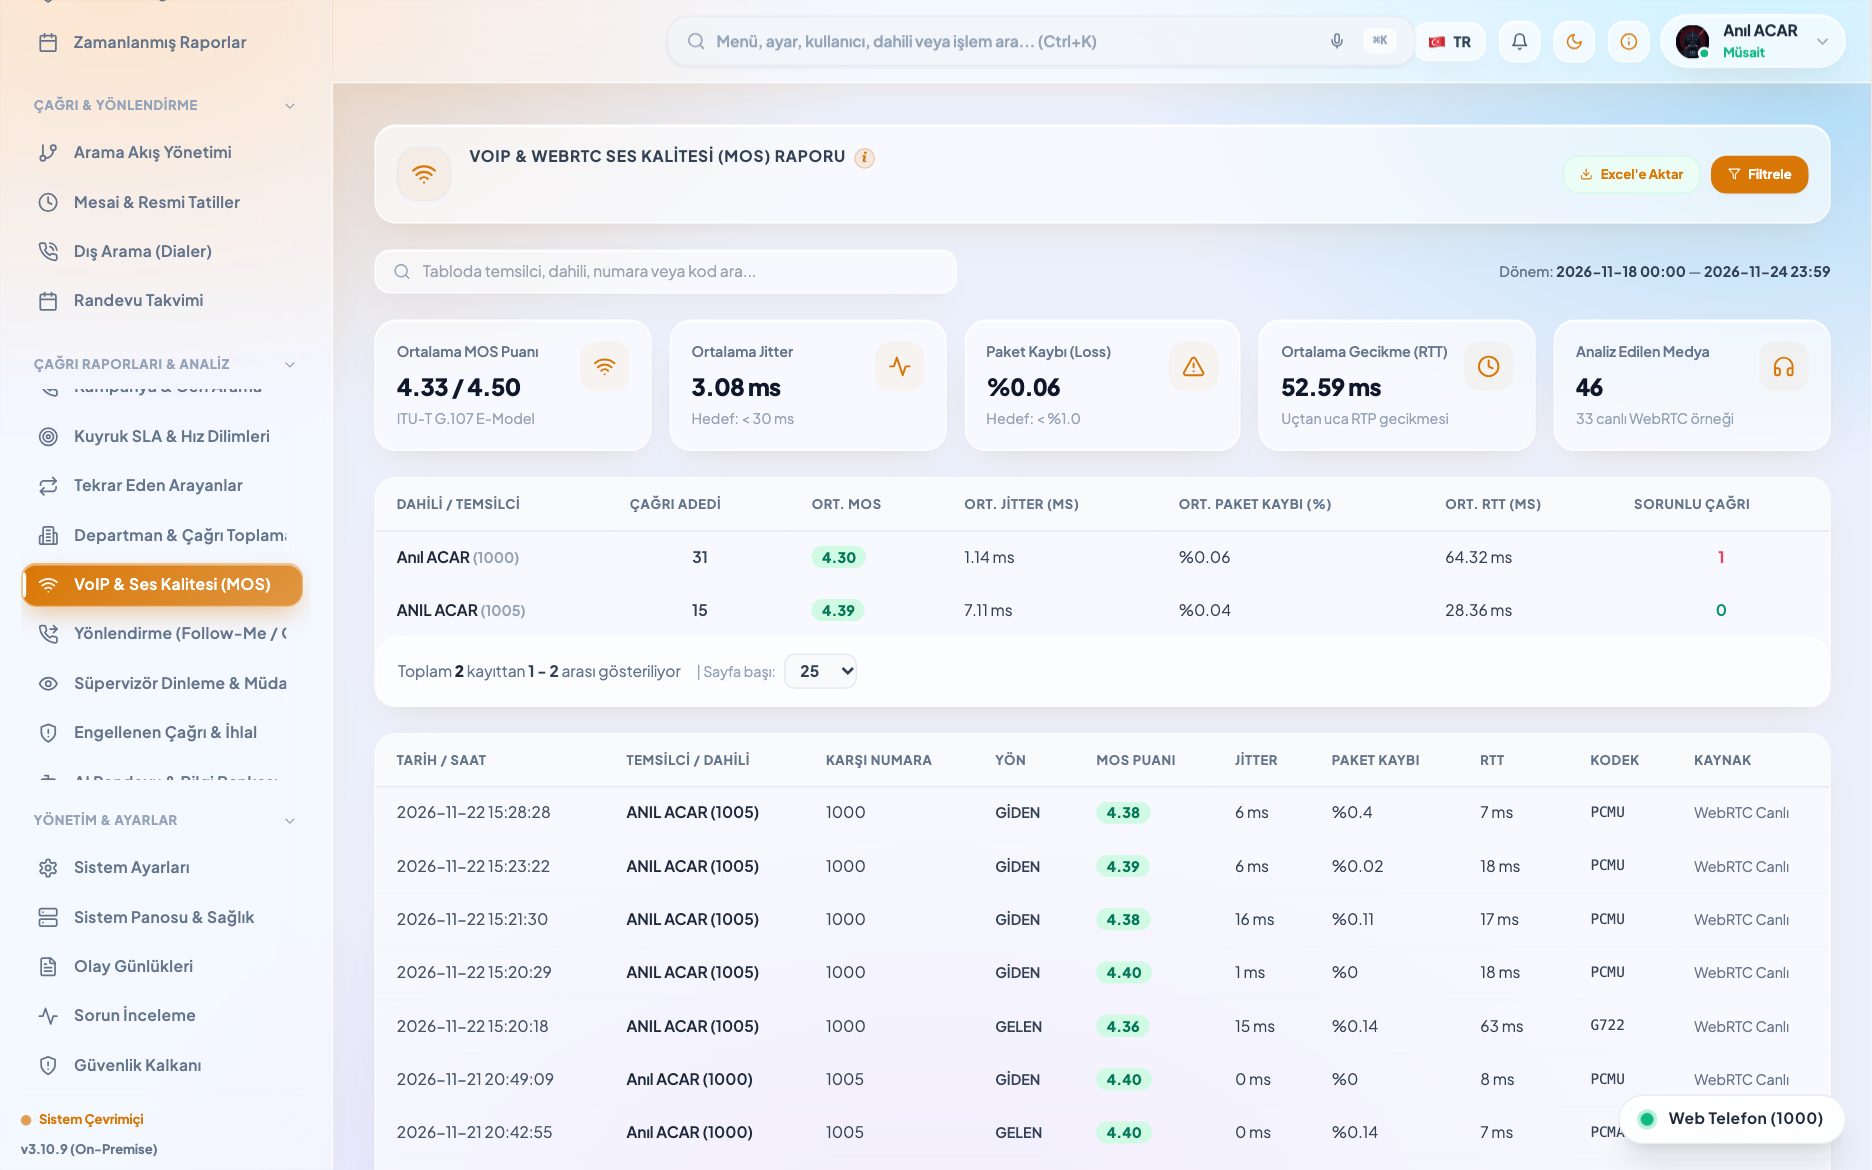 Zamanlanmış Raporlar
ÇAĞRI & YÖNLENDİRME
Arama Akış Yönetimi
Mesai & Resmi Tatiller
Dış Arama (Dialer)
Randevu Takvimi
ÇAĞRI RAPORLARI & ANALİZ
Kuyruk SLA & Hız Dilimleri
Tekrar Eden Arayanlar
Departman & Çağrı Toplama
VoIP & Ses Kalitesi (MOS)
Yönlendirme (Follow-Me /
Süpervizör Dinleme & Müda
Engellenen Çağrı & İhlal
YÖNETİM & AYARLAR
Sistem Ayarları
Sistem Panosu & Sağlık
Olay Günlükleri
Sorun İnceleme
Güvenlik Kalkanı
Sistem Çevrimiçi
v3.10.9 (On-Premise)
Menü, ayar, kullanıcı, dahili veya işlem ara... (Ctrl+K)
⌘K
TR
Anıl ACAR
Müsait
VOIP & WEBRTC SES KALİTESİ (MOS) RAPORU
Excel'e Aktar
Filtrele
Tabloda temsilci, dahili, numara veya kod ara...
Dönem: 2026-11-18 00:00 — 2026-11-24 23:59
Ortalama MOS Puanı
4.33 / 4.50
ITU-T G.107 E-Model
Ortalama Jitter
3.08 ms
Hedef: < 30 ms
Paket Kaybı (Loss)
%0.06
Hedef: < %1.0
Ortalama Gecikme (RTT)
52.59 ms
Uçtan uca RTP gecikmesi
Analiz Edilen Medya
46
33 canlı WebRTC örneği
DAHİLİ / TEMSİLCİ ÇAĞRI ADEDİ ORT. MOS ORT. JİTTER (MS) ORT. PAKET KAYBI (%) ORT. RTT (MS) SORUNLU ÇAĞRI
Anıl ACAR (1000) 31 4.30 1.14 ms %0.06 64.32 ms 1
ANIL ACAR (1005) 15 4.39 7.11 ms %0.04 28.36 ms 0
Toplam 2 kayıttan 1 - 2 arası gösteriliyor | Sayfa başı: 25
TARİH / SAAT TEMSİLCİ / DAHİLİ KARŞI NUMARA YÖN MOS PUANI JİTTER PAKET KAYBI RTT KODEK KAYNAK
2026-11-22 15:28:28 ANIL ACAR (1005) 1000 GİDEN 4.38 6 ms %0.4 7 ms PCMU WebRTC Canlı
2026-11-22 15:23:22 ANIL ACAR (1005) 1000 GİDEN 4.39 6 ms %0.02 18 ms PCMU WebRTC Canlı
2026-11-22 15:21:30 ANIL ACAR (1005) 1000 GİDEN 4.38 16 ms %0.11 17 ms PCMU WebRTC Canlı
2026-11-22 15:20:29 ANIL ACAR (1005) 1000 GİDEN 4.40 1 ms %0 18 ms PCMU WebRTC Canlı
2026-11-22 15:20:18 ANIL ACAR (1005) 1000 GELEN 4.36 15 ms %0.14 63 ms G722 WebRTC Canlı
2026-11-21 20:49:09 Anıl ACAR (1000) 1005 GİDEN 4.40 0 ms %0 8 ms PCMU WebRTC Canlı
2026-11-21 20:42:55 Anıl ACAR (1000) 1005 GELEN 4.40 0 ms %0.14 7 ms PCMA
Web Telefon (1000)